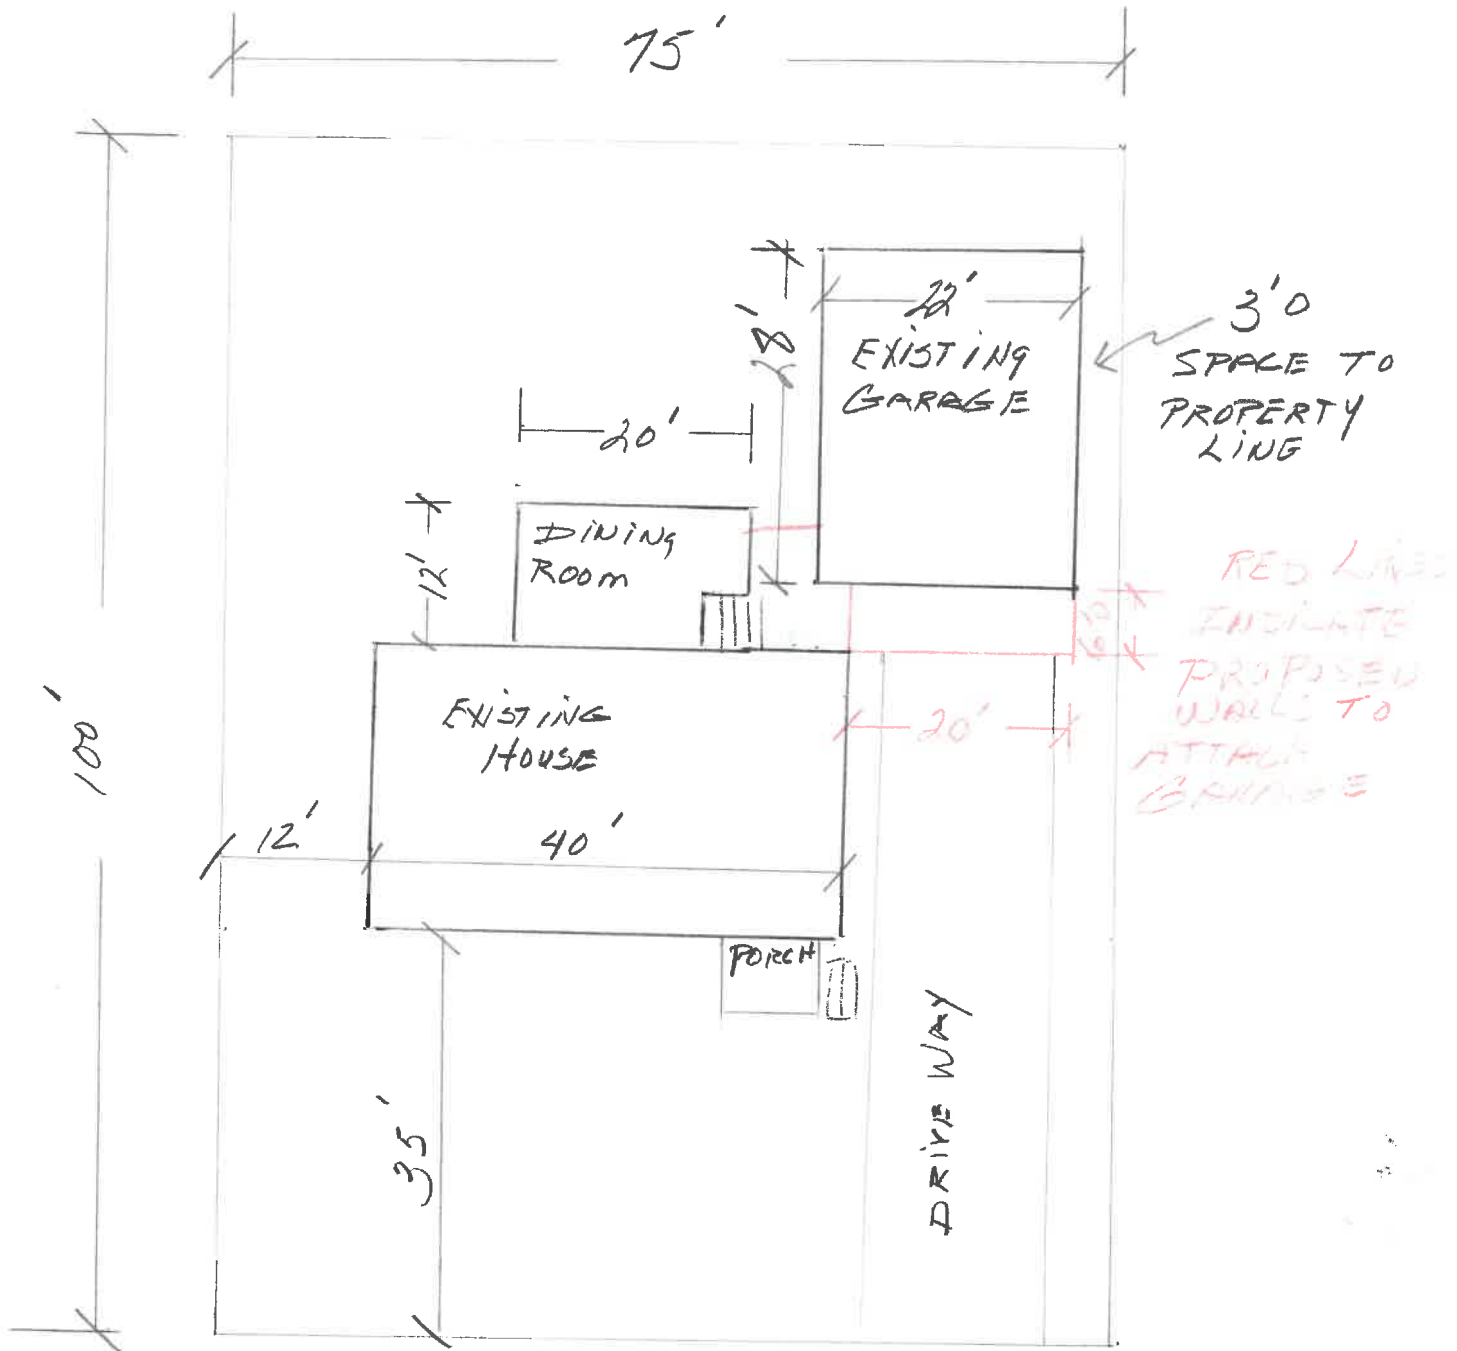 75'
100'
22'
EXISTING
GARAGE
28'
3'0
SPACE TO
PROPERTY
LINE
20'
12'
DINING
ROOM
RED LINES
INDICATE
PROPOSED
WALLS TO
ATTACH
GARAGE
20'
EXISTING
HOUSE
12'
40'
PORCH
35'
DRIVE WAY